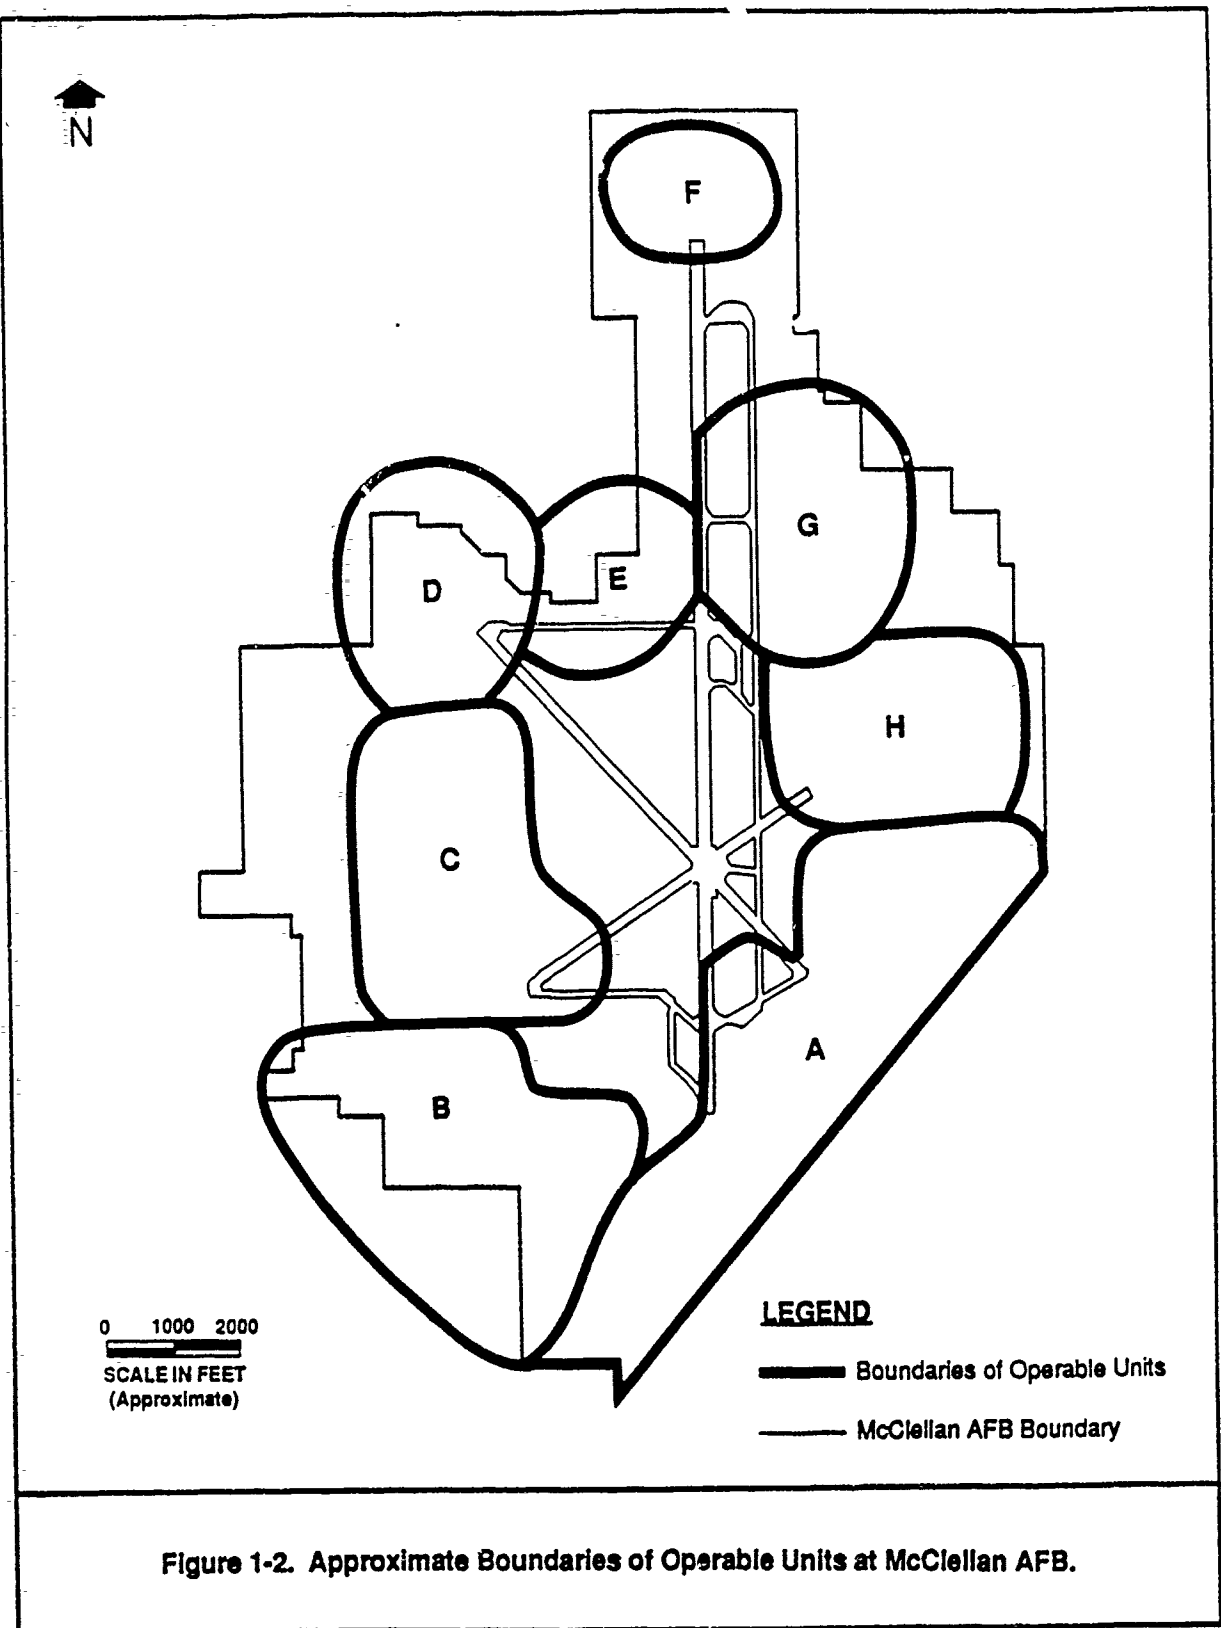 N
F
G
D
E
H
C
A
B
0 1000 2000
SCALE IN FEET
(Approximate)
LEGEND
Boundaries of Operable Units
McClellan AFB Boundary
Figure 1-2. Approximate Boundaries of Operable Units at McClellan AFB.